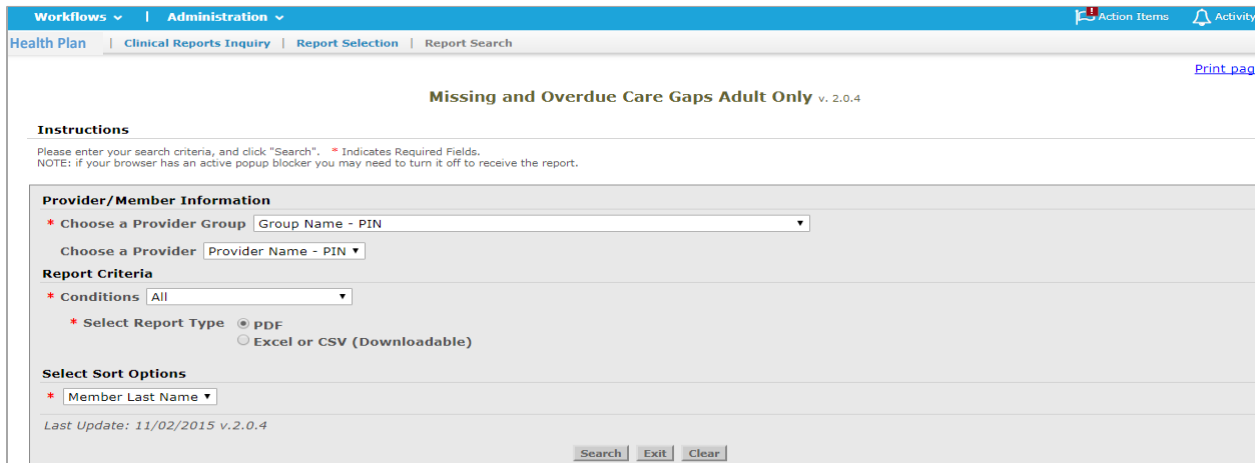 Workflows | Administration Action Items Activity
Health Plan | Clinical Reports Inquiry | Report Selection | Report Search
Print pag
Missing and Overdue Care Gaps Adult Only v. 2.0.4
Instructions
Please enter your search criteria, and click "Search". * Indicates Required Fields.
NOTE: if your browser has an active popup blocker you may need to turn it off to receive the report.
Provider/Member Information
* Choose a Provider Group Group Name - PIN
Choose a Provider Provider Name - PIN
Report Criteria
* Conditions All
* Select Report Type PDF
Excel or CSV (Downloadable)
Select Sort Options
* Member Last Name
Last Update: 11/02/2015 v.2.0.4
Search Exit Clear